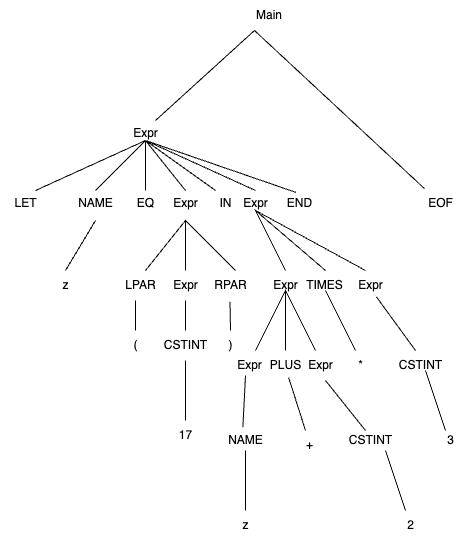 Main
Expr
LET NAME EQ Expr IN Expr END EOF
z LPAR Expr RPAR Expr TIMES Expr
( CSTINT ) Expr PLUS Expr * CSTINT
17 NAME + CSTINT 3
z 2